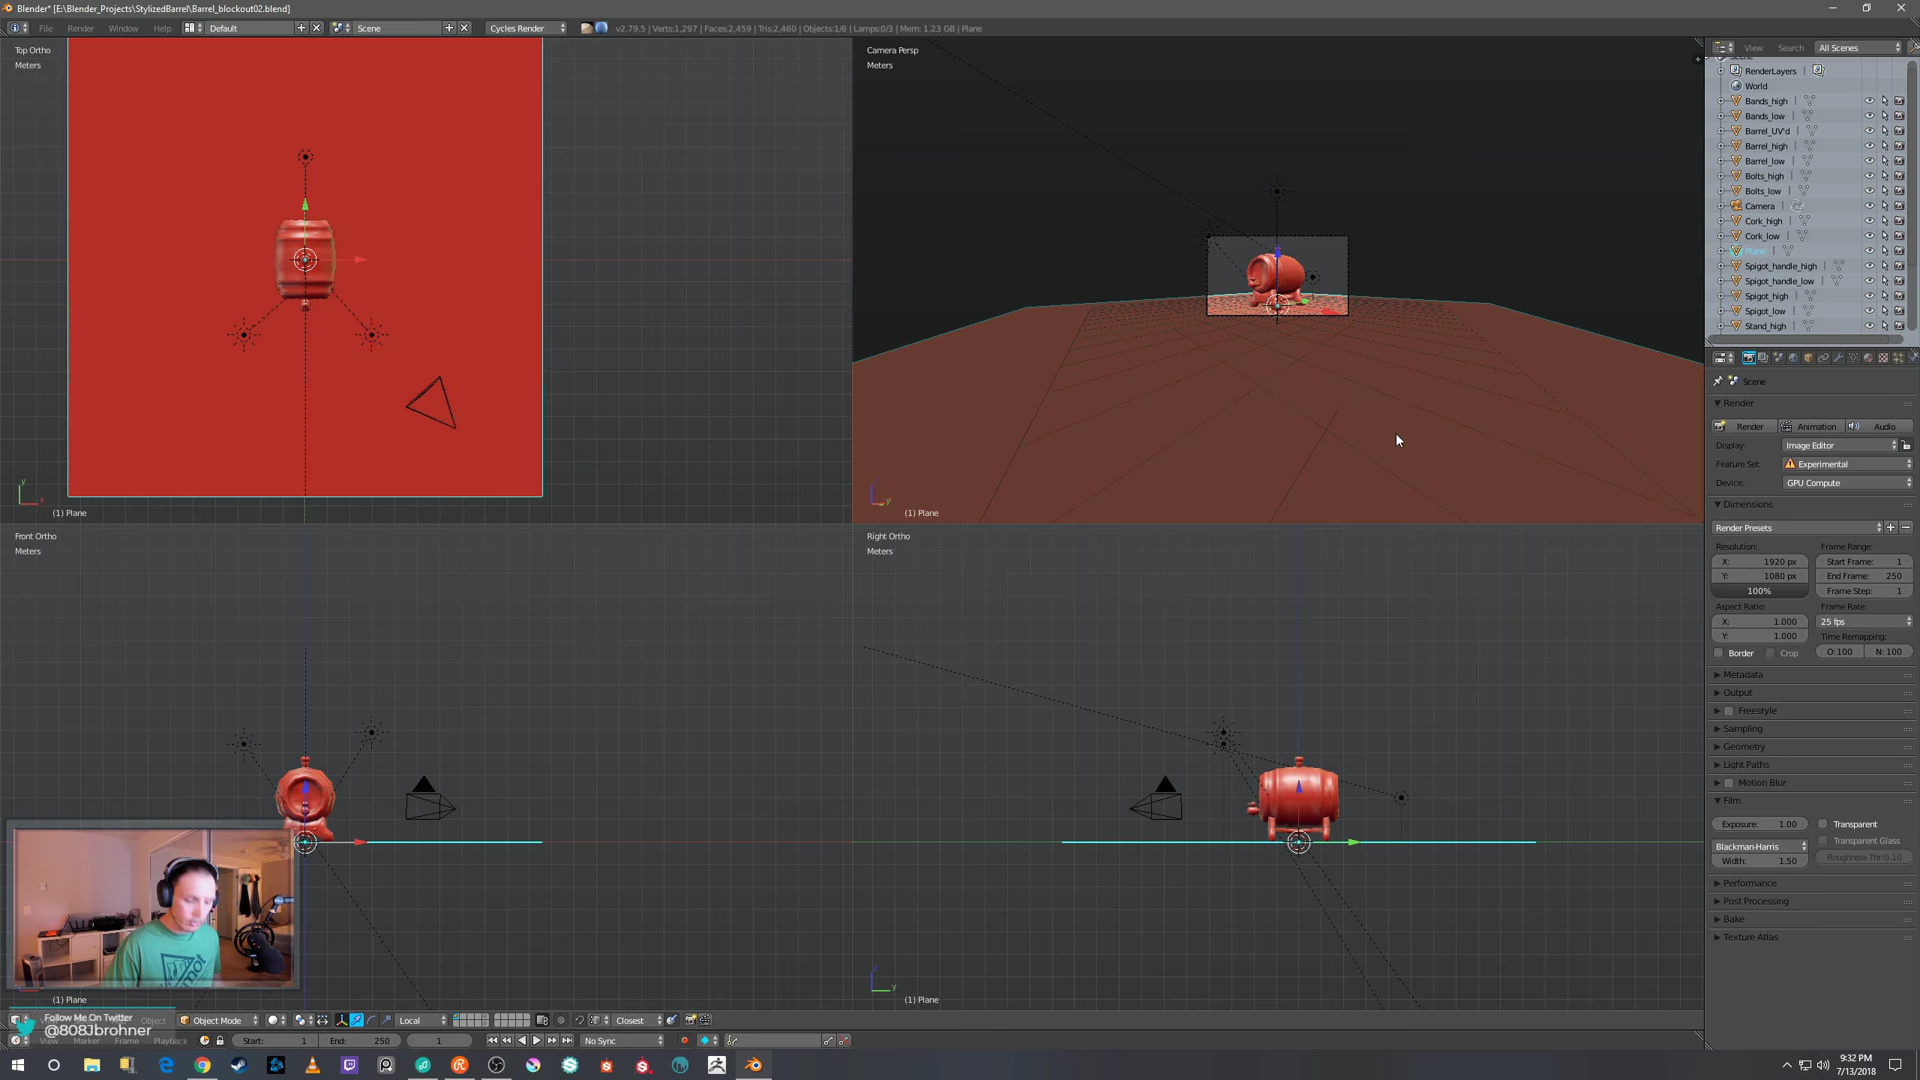 Blender* [E:\Blender_Projects\StylizedBarrel\Barrel_blockout02.blend]
File Render Window Help Default Scene Cycles Render v2.79.5 | Verts:1,297 | Faces:2,459 | Tris:2,460 | Objects:1/6 | Lamps:0/3 | Mem: 1.23 GB | Plane
Top Ortho
Meters
(1) Plane
Camera Persp
Meters
(1) Plane
Front Ortho
Meters
(1) Plane
Right Ortho
Meters
(1) Plane
View Search All Scenes
RenderLayers
World
Bands_high
Bands_low
Barrel_UV'd
Barrel_high
Barrel_low
Bolts_high
Bolts_low
Camera
Cork_high
Cork_low
Plane
Spigot_handle_high
Spigot_handle_low
Spigot_high
Spigot_low
Stand_high
Scene
Render
Render Animation Audio
Display: Image Editor
Feature Set: Experimental
Device: GPU Compute
Dimensions
Render Presets
Resolution: Frame Range:
X: 1920 px Start Frame: 1
Y: 1080 px End Frame: 250
100% Frame Step: 1
Aspect Ratio: Frame Rate:
X: 1.000 25 fps
Y: 1.000 Time Remapping:
Border Crop O:100 N: 100
Metadata
Output
Freestyle
Sampling
Geometry
Light Paths
Motion Blur
Film
Exposure: 1.00 Transparent
Transparent Glass
Blackman-Harris
Width: 1.50 Roughness Thr:0.10
Performance
Post Processing
Bake
Texture Atlas
Follow Me On Twitter
@808Jbrohner
Object Object Mode Local Closest
View Marker Frame Playback Start: 1 End: 250 1 No Sync
9:32 PM
7/13/2018